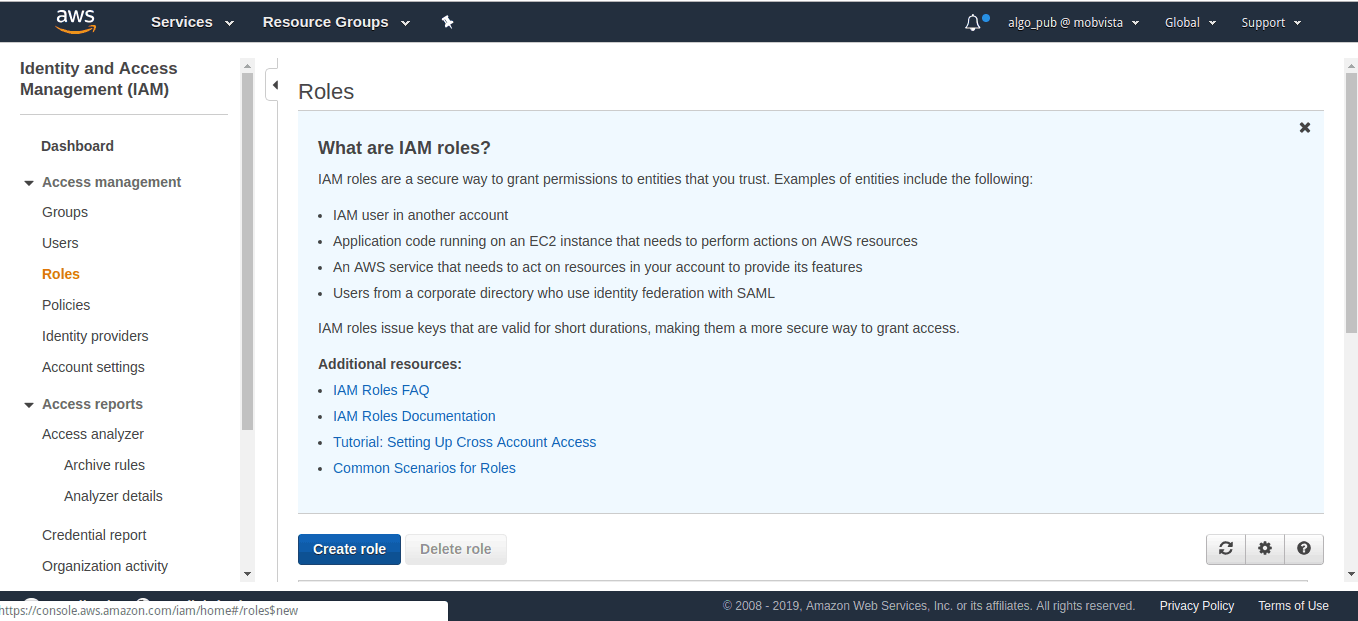 aws
Services
Resource Groups
algo_pub @ mobvista
Global
Support
Identity and Access
Management (IAM)
Dashboard
Access management
Groups
Users
Roles
Policies
Identity providers
Account settings
Access reports
Access analyzer
Archive rules
Analyzer details
Credential report
Organization activity
Roles
What are IAM roles?
IAM roles are a secure way to grant permissions to entities that you trust. Examples of entities include the following:
• IAM user in another account
• Application code running on an EC2 instance that needs to perform actions on AWS resources
• An AWS service that needs to act on resources in your account to provide its features
• Users from a corporate directory who use identity federation with SAML
IAM roles issue keys that are valid for short durations, making them a more secure way to grant access.
Additional resources:
• IAM Roles FAQ
• IAM Roles Documentation
• Tutorial: Setting Up Cross Account Access
• Common Scenarios for Roles
Create role
Delete role
https://console.aws.amazon.com/iam/home#/roles$new
© 2008 - 2019, Amazon Web Services, Inc. or its affiliates. All rights reserved.
Privacy Policy
Terms of Use